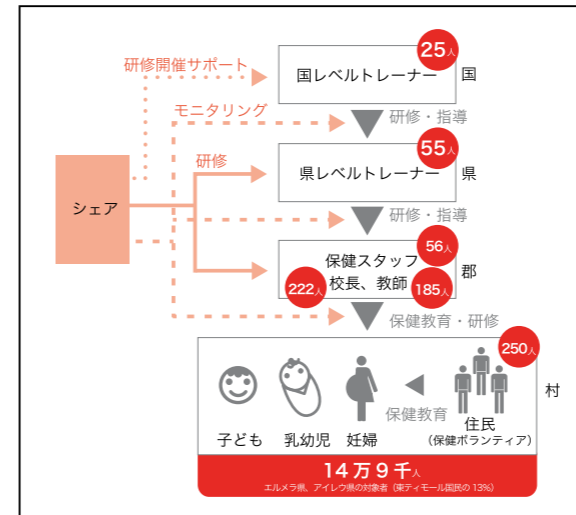 25人
研修開催サポート
国レベルトレーナー
国
モニタリング
研修・指導
55人
研修
県レベルトレーナー
県
シェア
研修・指導
56人
保健スタッフ
郡
222人
校長、教師
185人
保健教育・研修
250人
村
保健教育
子ども
乳幼児
妊婦
住民
(保健ボランティア)
14万9千人
エルメラ県、アイレウ県の対象者(東ティモール国民の13%)